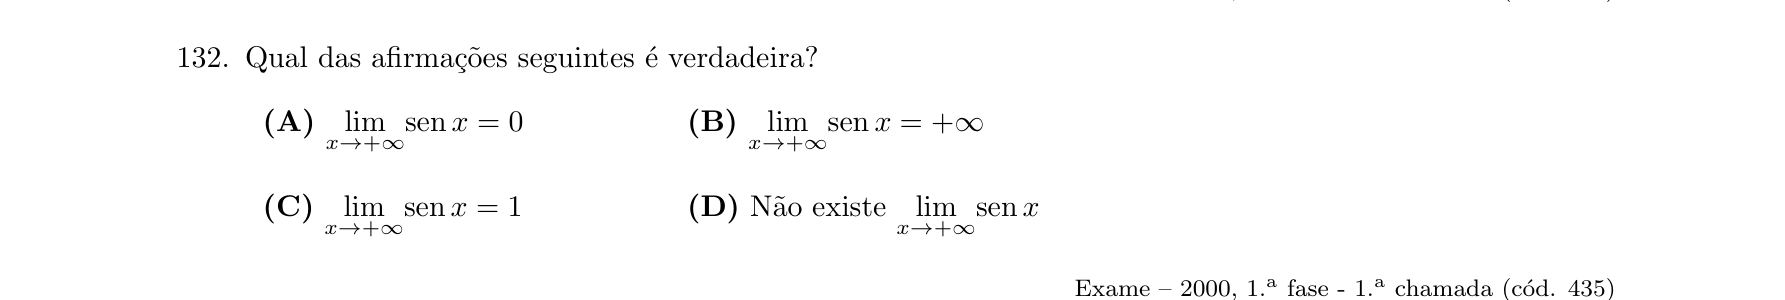 132. Qual das afirmações seguintes é verdadeira?
(A) lim x→+∞ sen x = 0 (B) lim x→+∞ sen x = +∞
(C) lim x→+∞ sen x = 1 (D) Não existe lim x→+∞ sen x
Exame – 2000, 1.ª fase - 1.ª chamada (cód. 435)